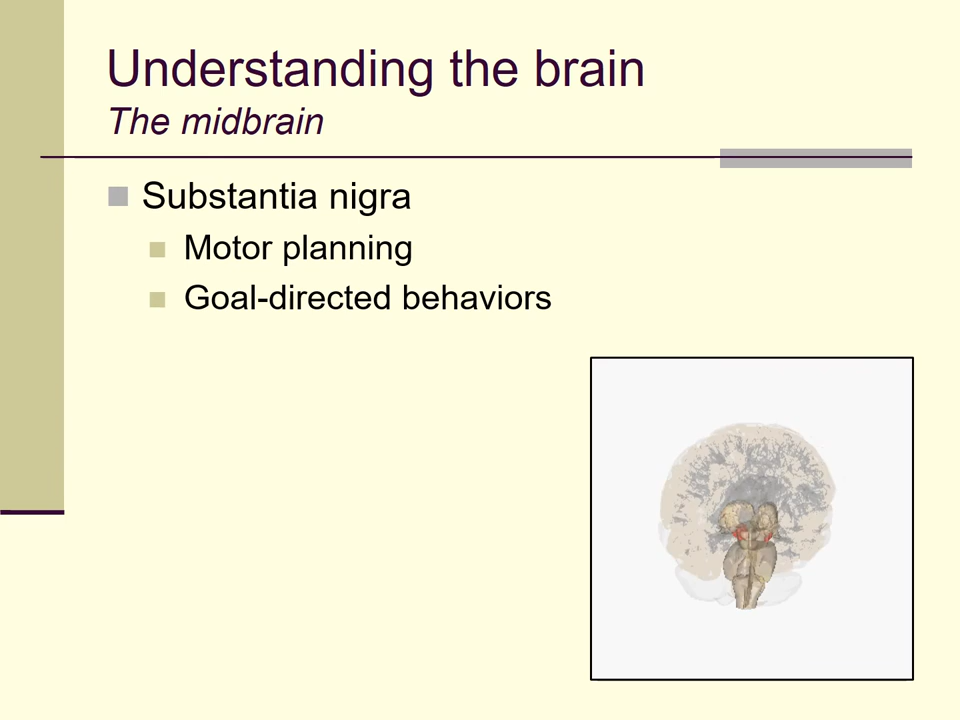 Understanding the brain
The midbrain
Substantia nigra
Motor planning
Goal-directed behaviors